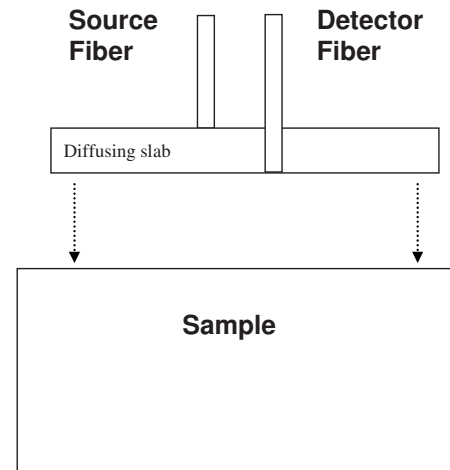 Source
Fiber
Detector
Fiber
Diffusing slab
Sample